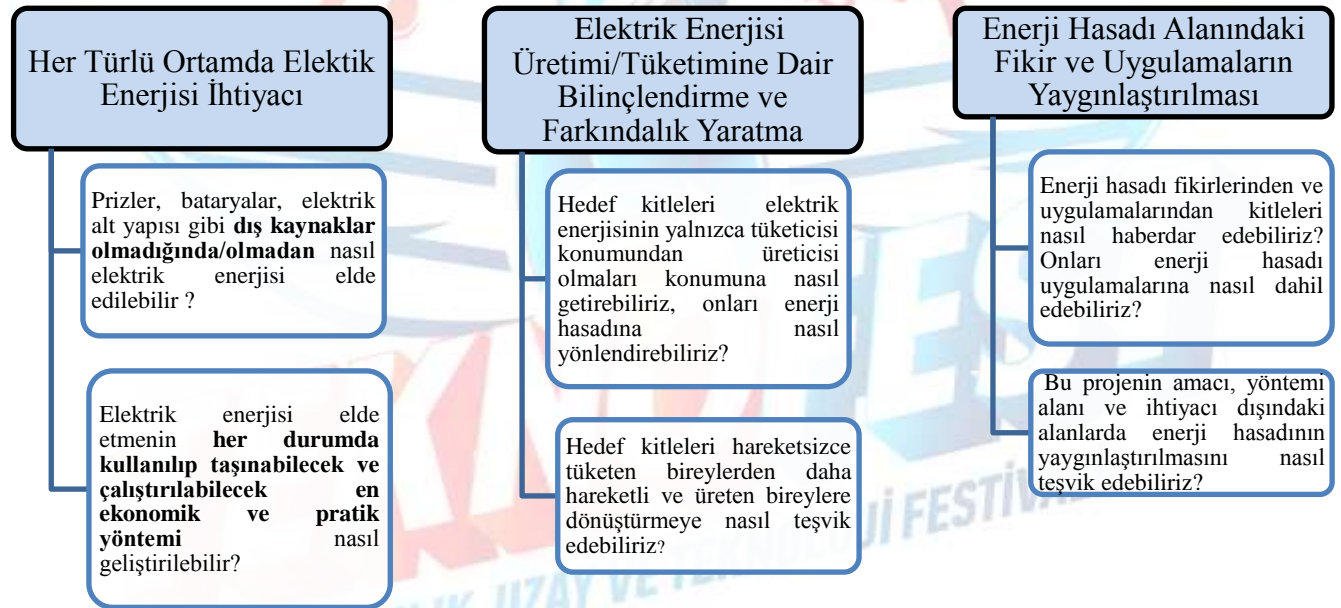 Her Türlü Ortamda Elektik
Enerjisi İhtiyacı
Prizler, bataryalar, elektrik
alt yapısı gibi dış kaynaklar
olmadığında/olmadan nasıl
elektrik enerjisi elde
edilebilir ?
Elektrik enerjisi elde
etmenin her durumda
kullanılıp taşınabilecek ve
çalıştırılabilecek en
ekonomik ve pratik
yöntemi nasıl
geliştirilebilir?
Elektrik Enerjisi
Üretimi/Tüketimine Dair
Bilinçlendirme ve
Farkındalık Yaratma
Hedef kitleleri elektrik
enerjisinin yalnızca tüketicisi
konumundan üreticisi
olmaları konumuna nasıl
getirebiliriz, onları enerji
hasadına nasıl
yönlendirebiliriz?
Hedef kitleleri hareketsizce
tüketen bireylerden daha
hareketli ve üreten bireylere
dönüştürmeye nasıl teşvik
edebiliriz?
Enerji Hasadı Alanındaki
Fikir ve Uygulamaların
Yaygınlaştırılması
Enerji hasadı fikirlerinden ve
uygulamalarından kitleleri
nasıl haberdar edebiliriz?
Onları enerji hasadı
uygulamalarına nasıl dahil
edebiliriz?
Bu projenin amacı, yöntemi
alanı ve ihtiyacı dışındaki
alanlarda enerji hasadının
yaygınlaştırılmasını nasıl
teşvik edebiliriz?
UZAY VE